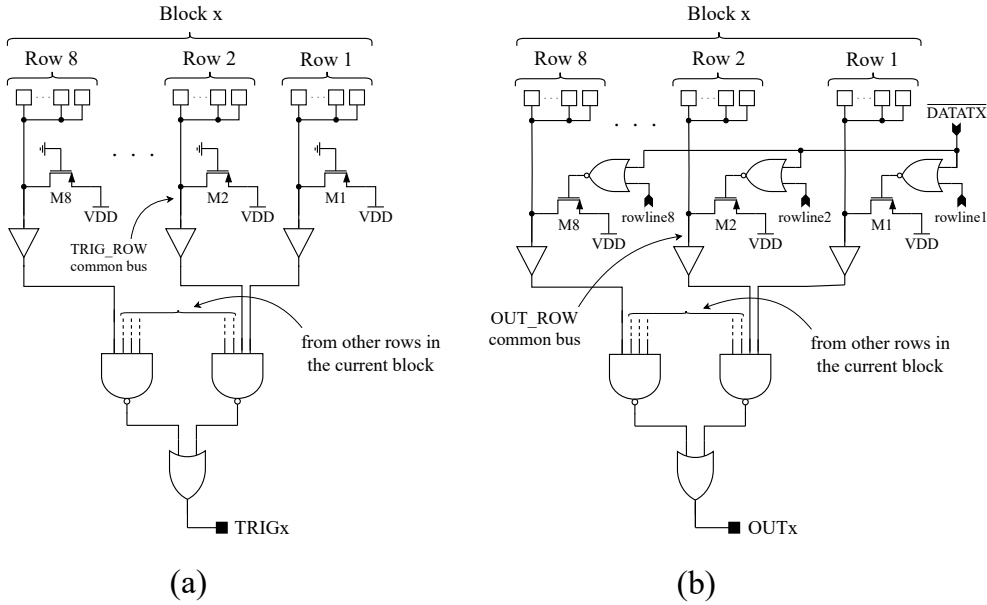 Block x
Row 8
Row 2
Row 1
M8
VDD
M2
VDD
M1
VDD
TRIG_ROW
common bus
from other rows in
the current block
TRIGx
(a)
Block x
Row 8
Row 2
Row 1
DATATX
rowline8
rowline2
rowline1
M8
VDD
M2
VDD
M1
VDD
OUT_ROW
common bus
from other rows in
the current block
OUTx
(b)